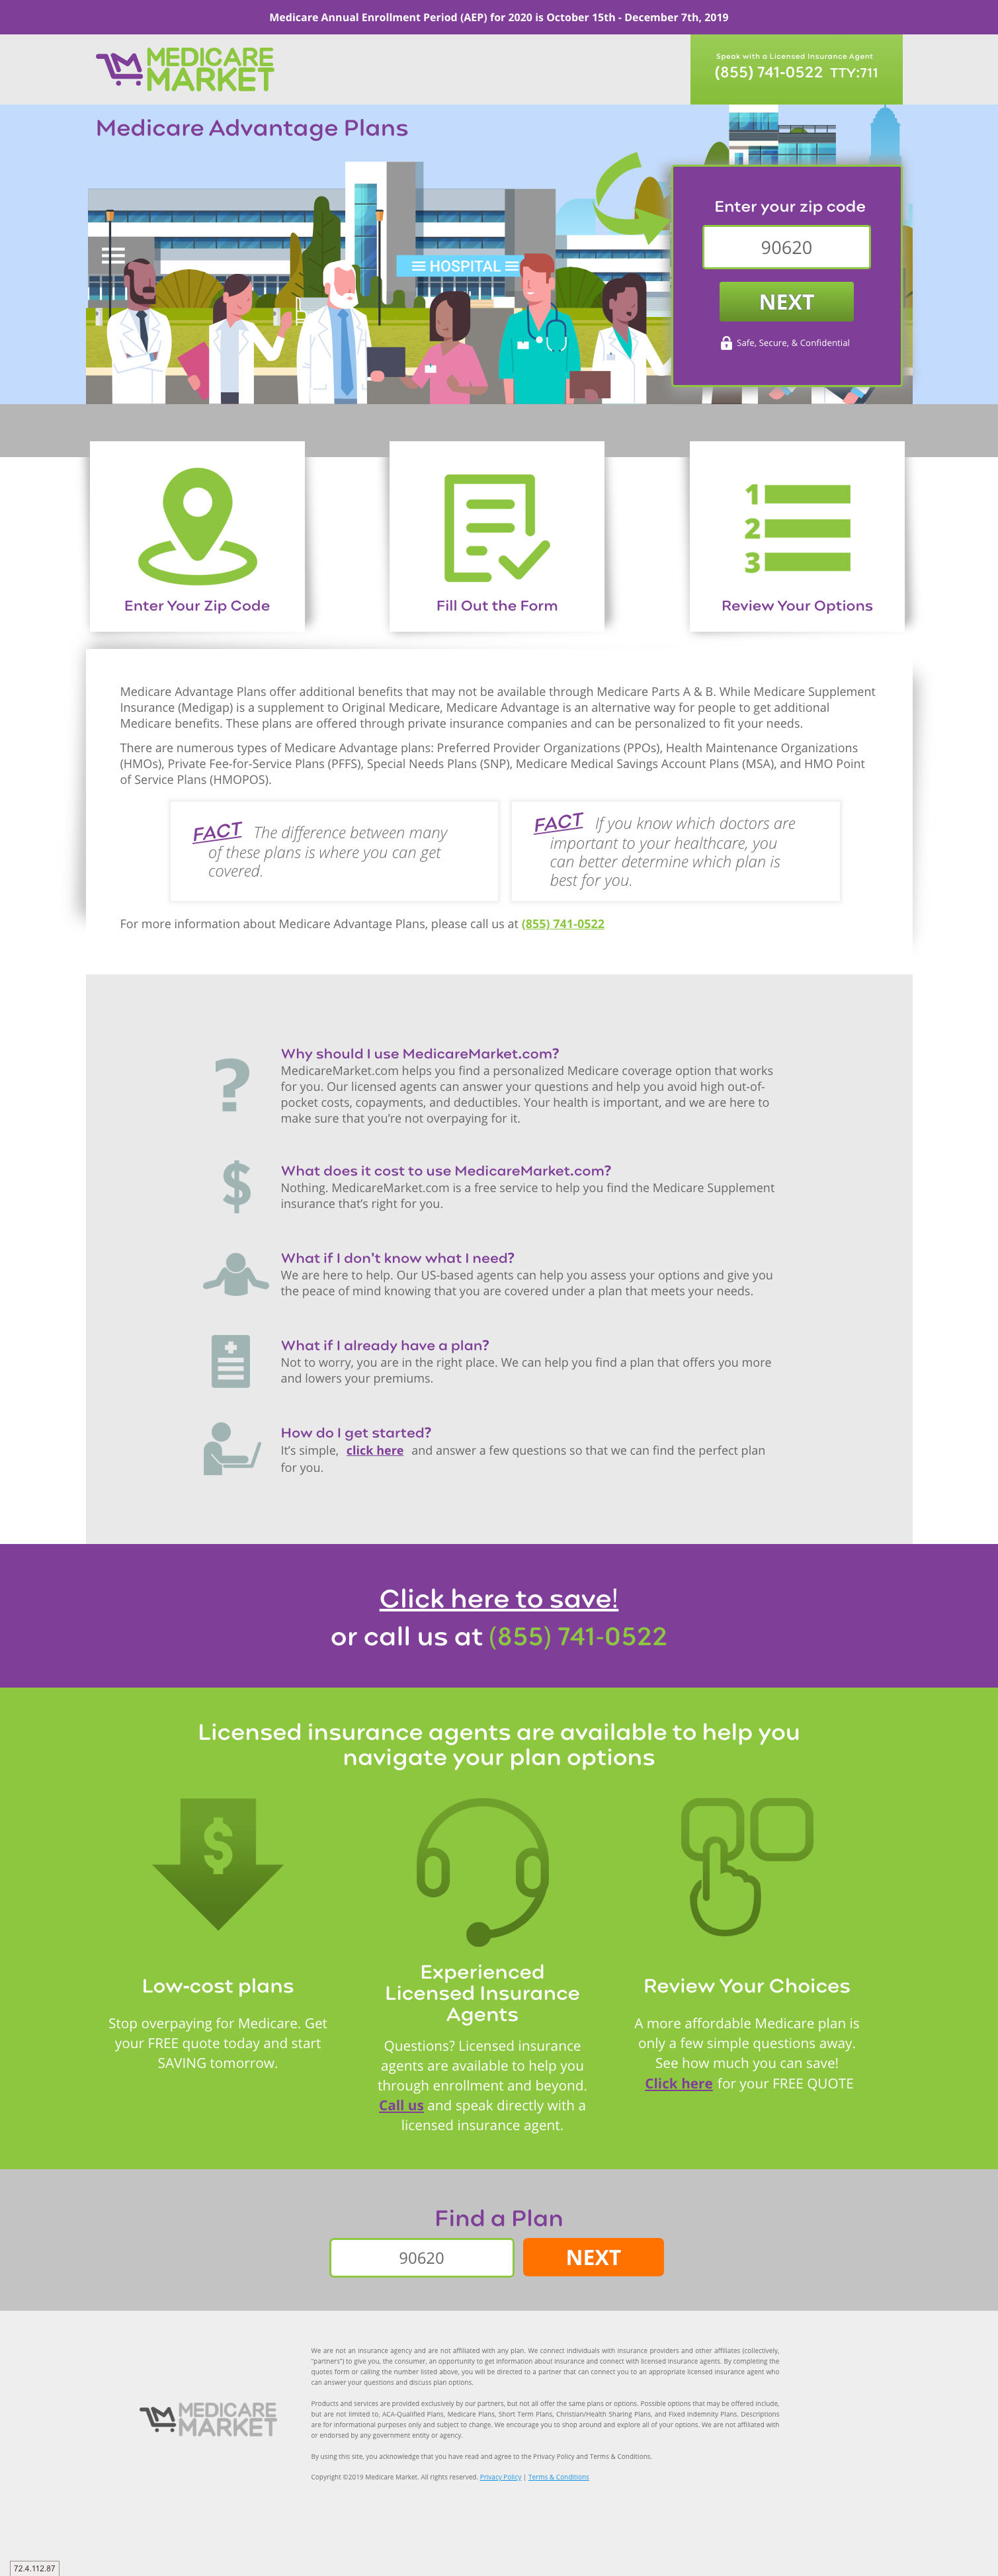 Medicare Annual Enrollment Period (AEP) for 2020 is October 15th - December 7th, 2019
MEDICARE
MARKET
Speak with a Licensed Insurance Agent
(855) 741-0522 TTY:711
Medicare Advantage Plans
HOSPITAL
Enter your zip code
90620
NEXT
Safe, Secure, & Confidential
Enter Your Zip Code
Fill Out the Form
1
2
3
Review Your Options
Medicare Advantage Plans offer additional benefits that may not be available through Medicare Parts A & B. While Medicare Supplement
Insurance (Medigap) is a supplement to Original Medicare, Medicare Advantage is an alternative way for people to get additional
Medicare benefits. These plans are offered through private insurance companies and can be personalized to fit your needs.
There are numerous types of Medicare Advantage plans: Preferred Provider Organizations (PPOs), Health Maintenance Organizations
(HMOs), Private Fee-for-Service Plans (PFFS), Special Needs Plans (SNP), Medicare Medical Savings Account Plans (MSA), and HMO Point
of Service Plans (HMOPOS).
FACT The difference between many
of these plans is where you can get
covered.
FACT If you know which doctors are
important to your healthcare, you
can better determine which plan is
best for you.
For more information about Medicare Advantage Plans, please call us at (855) 741-0522
?
Why should I use MedicareMarket.com?
MedicareMarket.com helps you find a personalized Medicare coverage option that works
for you. Our licensed agents can answer your questions and help you avoid high out-of-
pocket costs, copayments, and deductibles. Your health is important, and we are here to
make sure that you're not overpaying for it.
$
What does it cost to use MedicareMarket.com?
Nothing. MedicareMarket.com is a free service to help you find the Medicare Supplement
insurance that's right for you.
What if I don't know what I need?
We are here to help. Our US-based agents can help you assess your options and give you
the peace of mind knowing that you are covered under a plan that meets your needs.
What if I already have a plan?
Not to worry, you are in the right place. We can help you find a plan that offers you more
and lowers your premiums.
How do I get started?
It's simple, click here and answer a few questions so that we can find the perfect plan
for you.
Click here to save!
or call us at (855) 741-0522
Licensed insurance agents are available to help you
navigate your plan options
$
Low-cost plans
Stop overpaying for Medicare. Get
your FREE quote today and start
SAVING tomorrow.
Experienced
Licensed Insurance
Agents
Questions? Licensed insurance
agents are available to help you
through enrollment and beyond.
Call us and speak directly with a
licensed insurance agent.
Review Your Choices
A more affordable Medicare plan is
only a few simple questions away.
See how much you can save!
Click here for your FREE QUOTE
Find a Plan
90620
NEXT
MEDICARE
MARKET
We are not an insurance agency and are not affiliated with any plan. We connect individuals with insurance providers and other affiliates (collectively,
"partners") to give you, the consumer, an opportunity to get information about insurance and connect with licensed insurance agents. By completing the
quotes form or calling the number listed above, you will be directed to a partner that can connect you to an appropriate licensed insurance agent who
can answer your questions and discuss plan options.
Products and services are provided exclusively by our partners, but not all offer the same plans or options. Possible options that may be offered include,
but are not limited to, ACA-Qualified Plans, Medicare Plans, Short Term Plans, Christian/Health Sharing Plans, and Fixed Indemnity Plans. Descriptions
are for informational purposes only and subject to change. We encourage you to shop around and explore all of your options. We are not affiliated with
or endorsed by any government entity or agency.
By using this site, you acknowledge that you have read and agree to the Privacy Policy and Terms & Conditions.
Copyright ©2019 Medicare Market. All rights reserved. Privacy Policy | Terms & Conditions
72.4.112.87